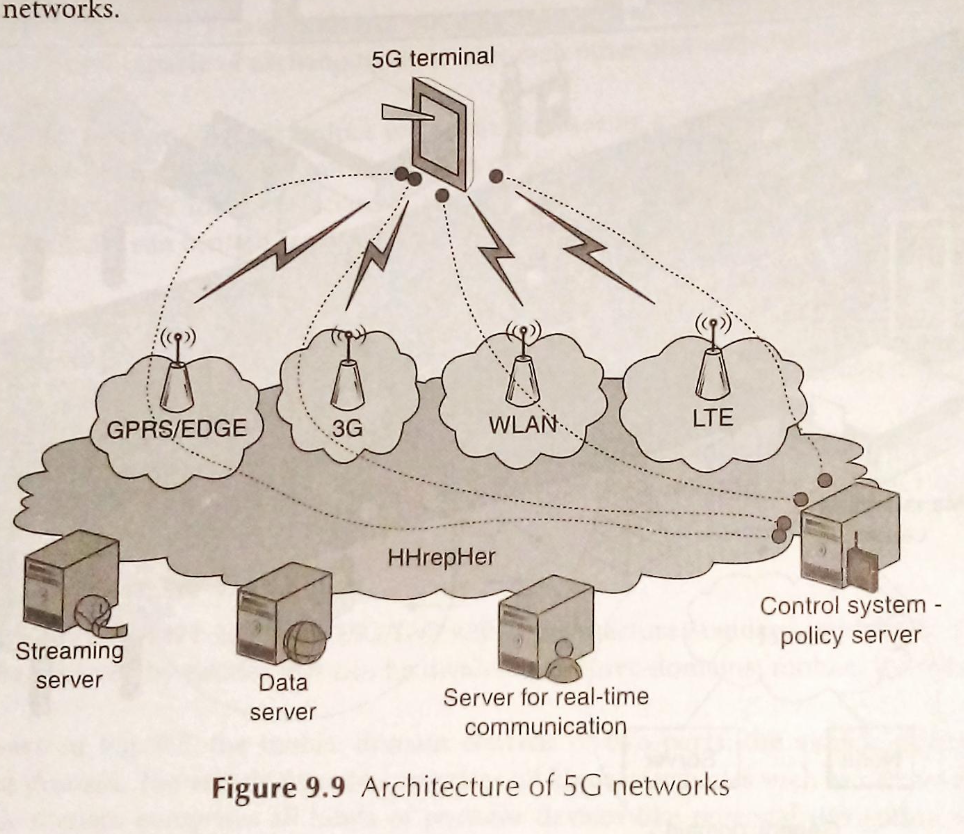 networks.
5G terminal
GPRS/EDGE
3G
WLAN
LTE
HHrepHer
Streaming
server
Data
server
Server for real-time
communication
Control system -
policy server
Figure 9.9 Architecture of 5G networks